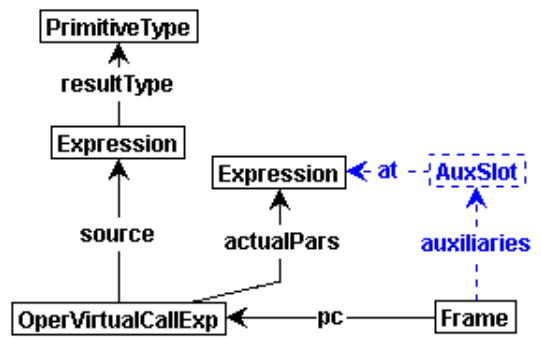 PrimitiveType
resultType
Expression
Expression
at
AuxSlot
source
actualPars
auxiliaries
OperVirtualCallExp
pc
Frame